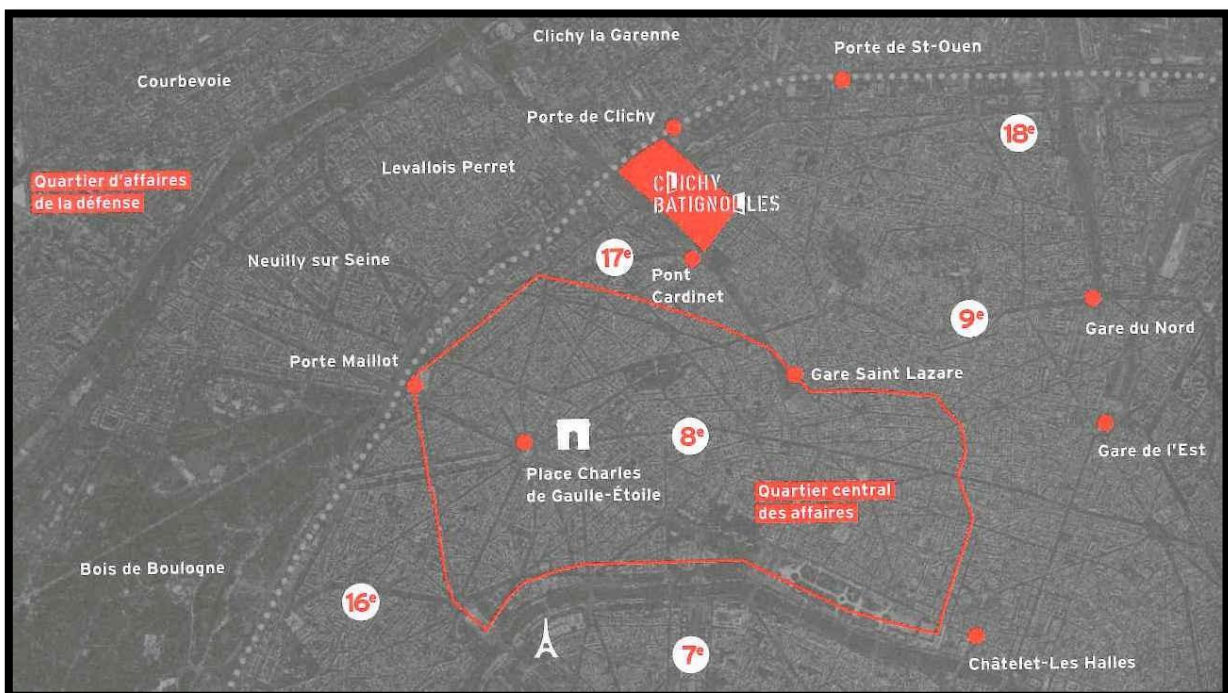 Clichy la Garenne
Porte de St-Ouen
Courbevoie
Porte de Clichy
18e
Levallois Perret
Quartier d'affaires
de la défense
CLICHY
BATIGNOLLES
17e
Neuilly sur Seine
Pont
Cardinet
9e
Gare du Nord
Porte Maillot
Gare Saint Lazare
8e
Gare de l'Est
Place Charles
de Gaulle-Étoile
Quartier central
des affaires
Bois de Boulogne
16e
7e
Châtelet-Les Halles